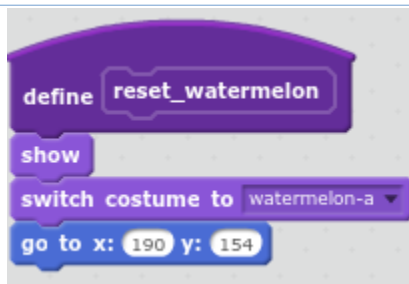 define reset_watermelon
show
switch costume to watermelon-a
go to x: 190 y: 154